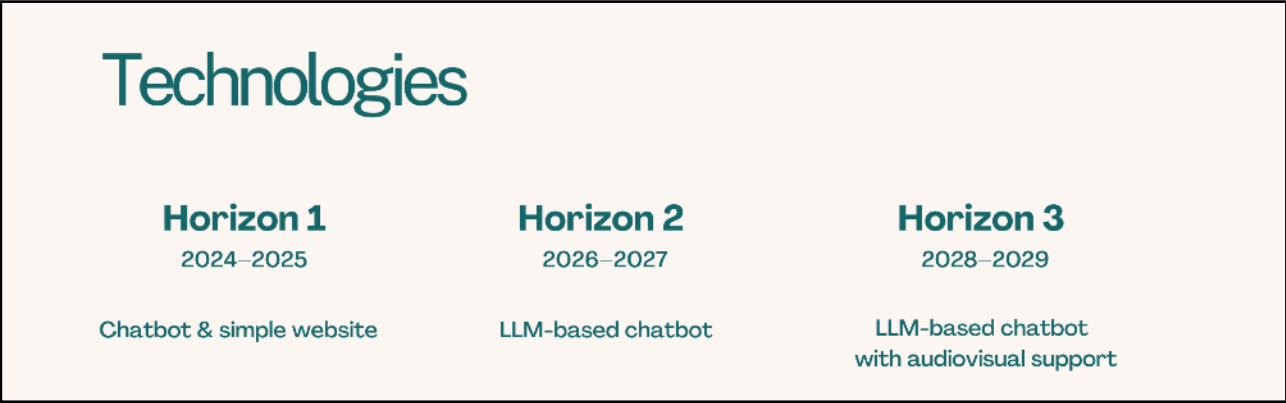 Technologies
Horizon 1
2024–2025
Chatbot & simple website
Horizon 2
2026–2027
LLM-based chatbot
Horizon 3
2028–2029
LLM-based chatbot
with audiovisual support